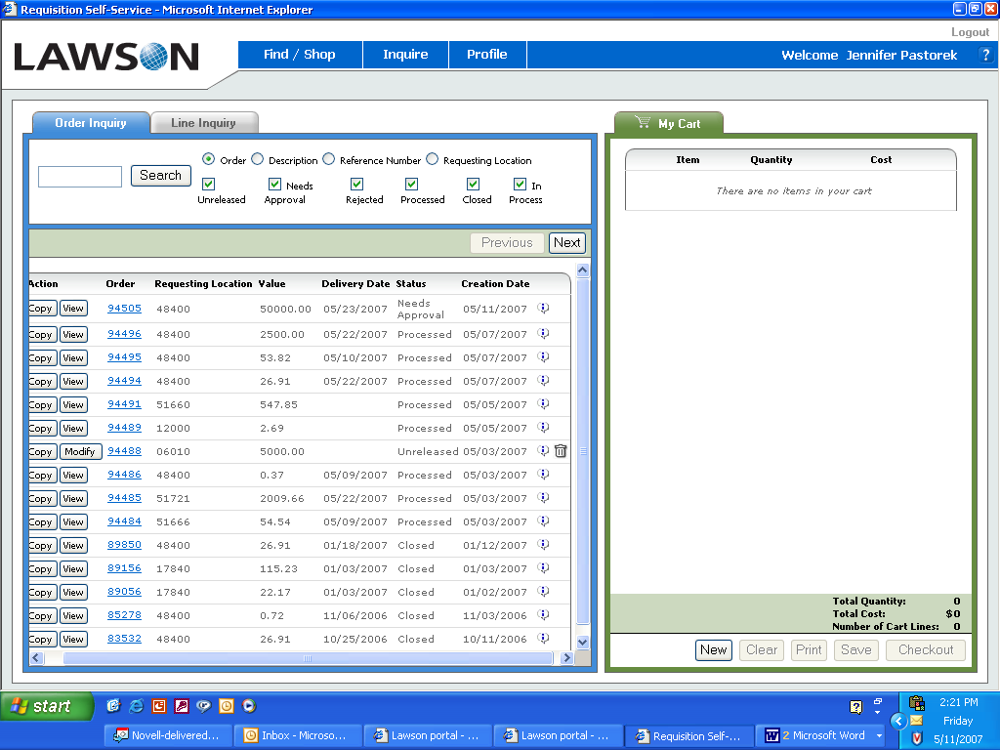 Requisition Self-Service - Microsoft Internet Explorer
Logout
LAWSON
Find / Shop Inquire Profile Welcome Jennifer Pastorek ?
Order Inquiry Line Inquiry
Order Description Reference Number Requesting Location
Search
Unreleased Needs Approval Rejected Processed Closed In Process
Previous Next
Action Order Requesting Location Value Delivery Date Status Creation Date
Copy View 94505 48400 50000.00 05/23/2007 Needs Approval 05/11/2007
Copy View 94496 48400 2500.00 05/22/2007 Processed 05/07/2007
Copy View 94495 48400 53.82 05/10/2007 Processed 05/07/2007
Copy View 94494 48400 26.91 05/22/2007 Processed 05/07/2007
Copy View 94491 51660 547.85 Processed 05/05/2007
Copy View 94489 12000 2.69 Processed 05/05/2007
Copy Modify 94488 06010 5000.00 Unreleased 05/03/2007
Copy View 94486 48400 0.37 05/09/2007 Processed 05/03/2007
Copy View 94485 51721 2009.66 05/22/2007 Processed 05/03/2007
Copy View 94484 51666 54.54 05/09/2007 Processed 05/03/2007
Copy View 89850 48400 26.91 01/18/2007 Closed 01/12/2007
Copy View 89156 17840 115.23 01/03/2007 Closed 01/03/2007
Copy View 89056 17840 22.17 01/03/2007 Closed 01/02/2007
Copy View 85278 48400 0.72 11/06/2006 Closed 11/03/2006
Copy View 83532 48400 26.91 10/25/2006 Closed 10/11/2006
My Cart
Item Quantity Cost
There are no items in your cart
Total Quantity: 0
Total Cost: $0
Number of Cart Lines: 0
New Clear Print Save Checkout
start
Novell-delivered... Inbox - Microso... Lawson portal - ... Lawson portal - ... Requisition Self-... 2 Microsoft Word
2:21 PM
Friday
5/11/2007